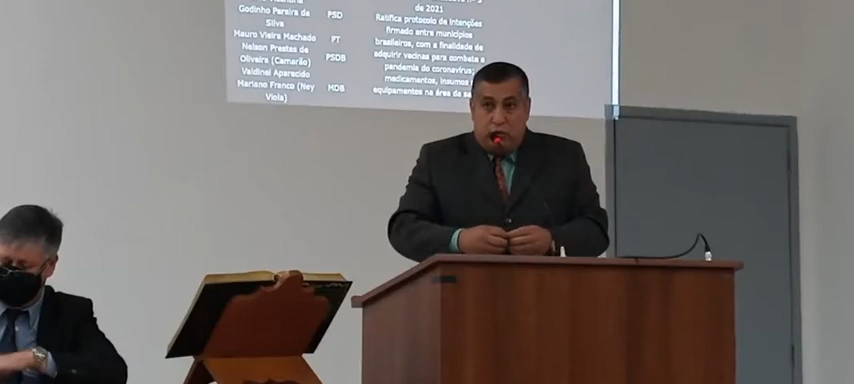 de 2021
Godinho Pereira da
Silva
PSD
Ratifica protocolo de intenções
firmado entre municípios
brasileiros, com a finalidade de
adquirir vacinas para combate a
pandemia do coronavírus;
medicamentos, insumos
equipamentos na área da
Mauro Vieira Machado
PT
Nelson Prestes de
Oliveira (Camarão)
PSDB
Valdinei Aparecido
Mariano Franco (Ney
Viola)
MDB